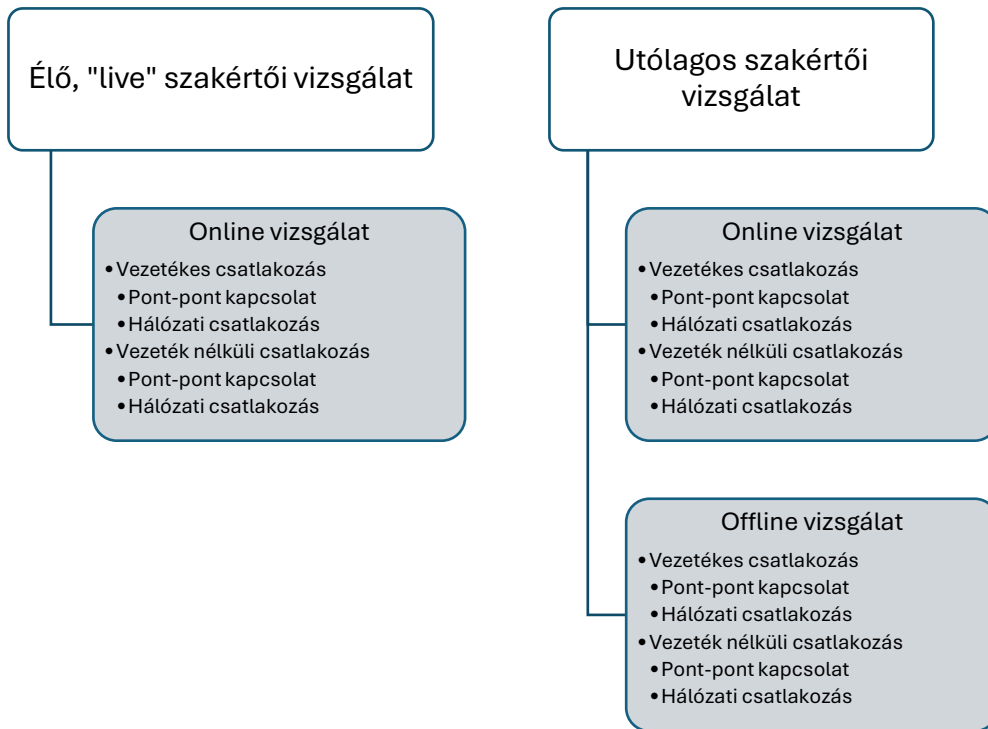 Élő, "live" szakértői vizsgálat
Online vizsgálat
•Vezetékes csatlakozás
•Pont-pont kapcsolat
•Hálózati csatlakozás
•Vezeték nélküli csatlakozás
•Pont-pont kapcsolat
•Hálózati csatlakozás
Utólagos szakértői
vizsgálat
Online vizsgálat
•Vezetékes csatlakozás
•Pont-pont kapcsolat
•Hálózati csatlakozás
•Vezeték nélküli csatlakozás
•Pont-pont kapcsolat
•Hálózati csatlakozás
Offline vizsgálat
•Vezetékes csatlakozás
•Pont-pont kapcsolat
•Hálózati csatlakozás
•Vezeték nélküli csatlakozás
•Pont-pont kapcsolat
•Hálózati csatlakozás